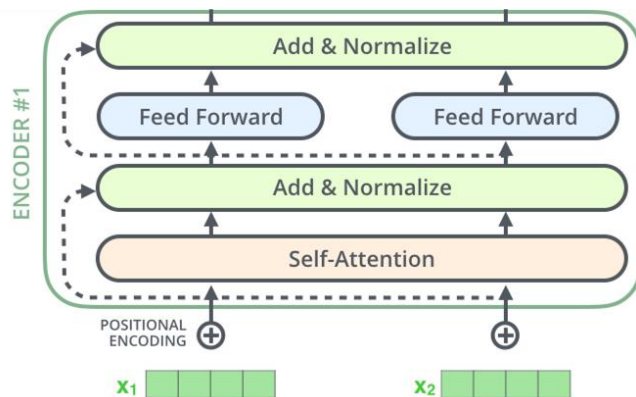 ENCODER #1
Add & Normalize
Feed Forward
Feed Forward
Add & Normalize
Self-Attention
POSITIONAL
ENCODING
x₁
x₂